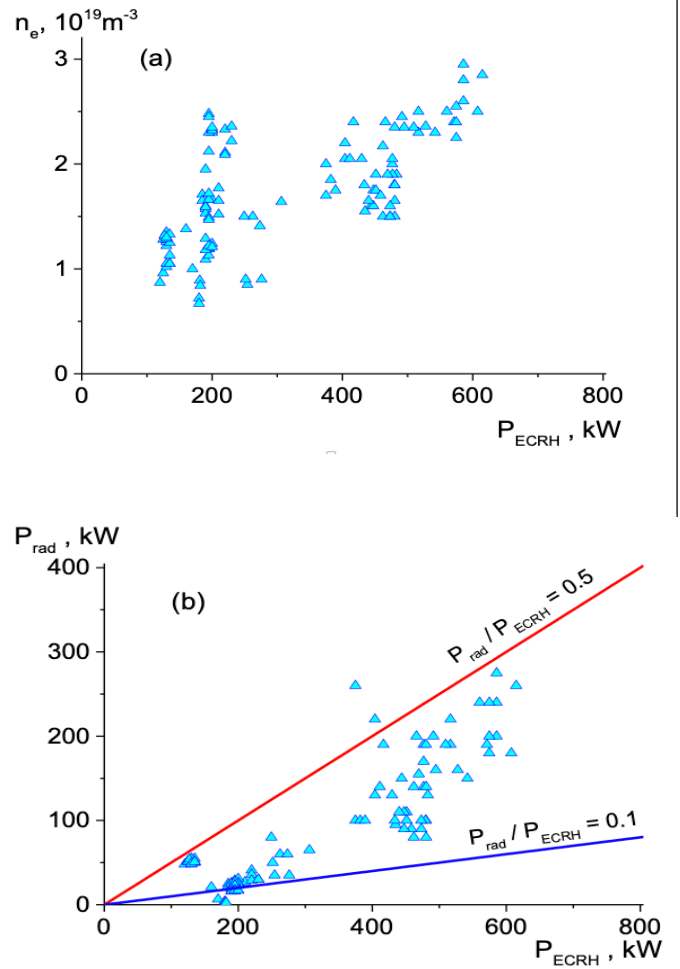 n_e, 10^19 m^-3
(a)
3
2
1
0
0 200 400 600 800
P_ECRH , kW
P_rad , kW
400
(b)
P_rad / P_ECRH = 0.5
300
200
100
P_rad / P_ECRH = 0.1
0
0 200 400 600 800
P_ECRH , kW